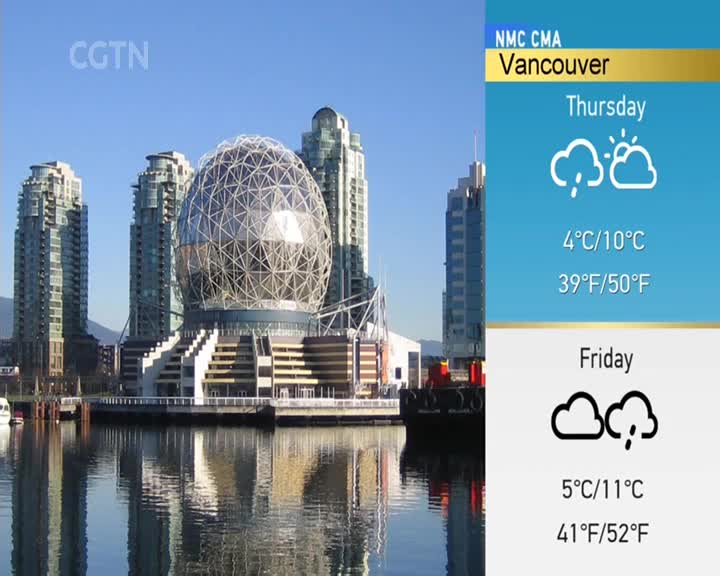 CGTN
NMC CMA
Vancouver
Thursday
4°C/10°C
39°F/50°F
Friday
5°C/11°C
41°F/52°F